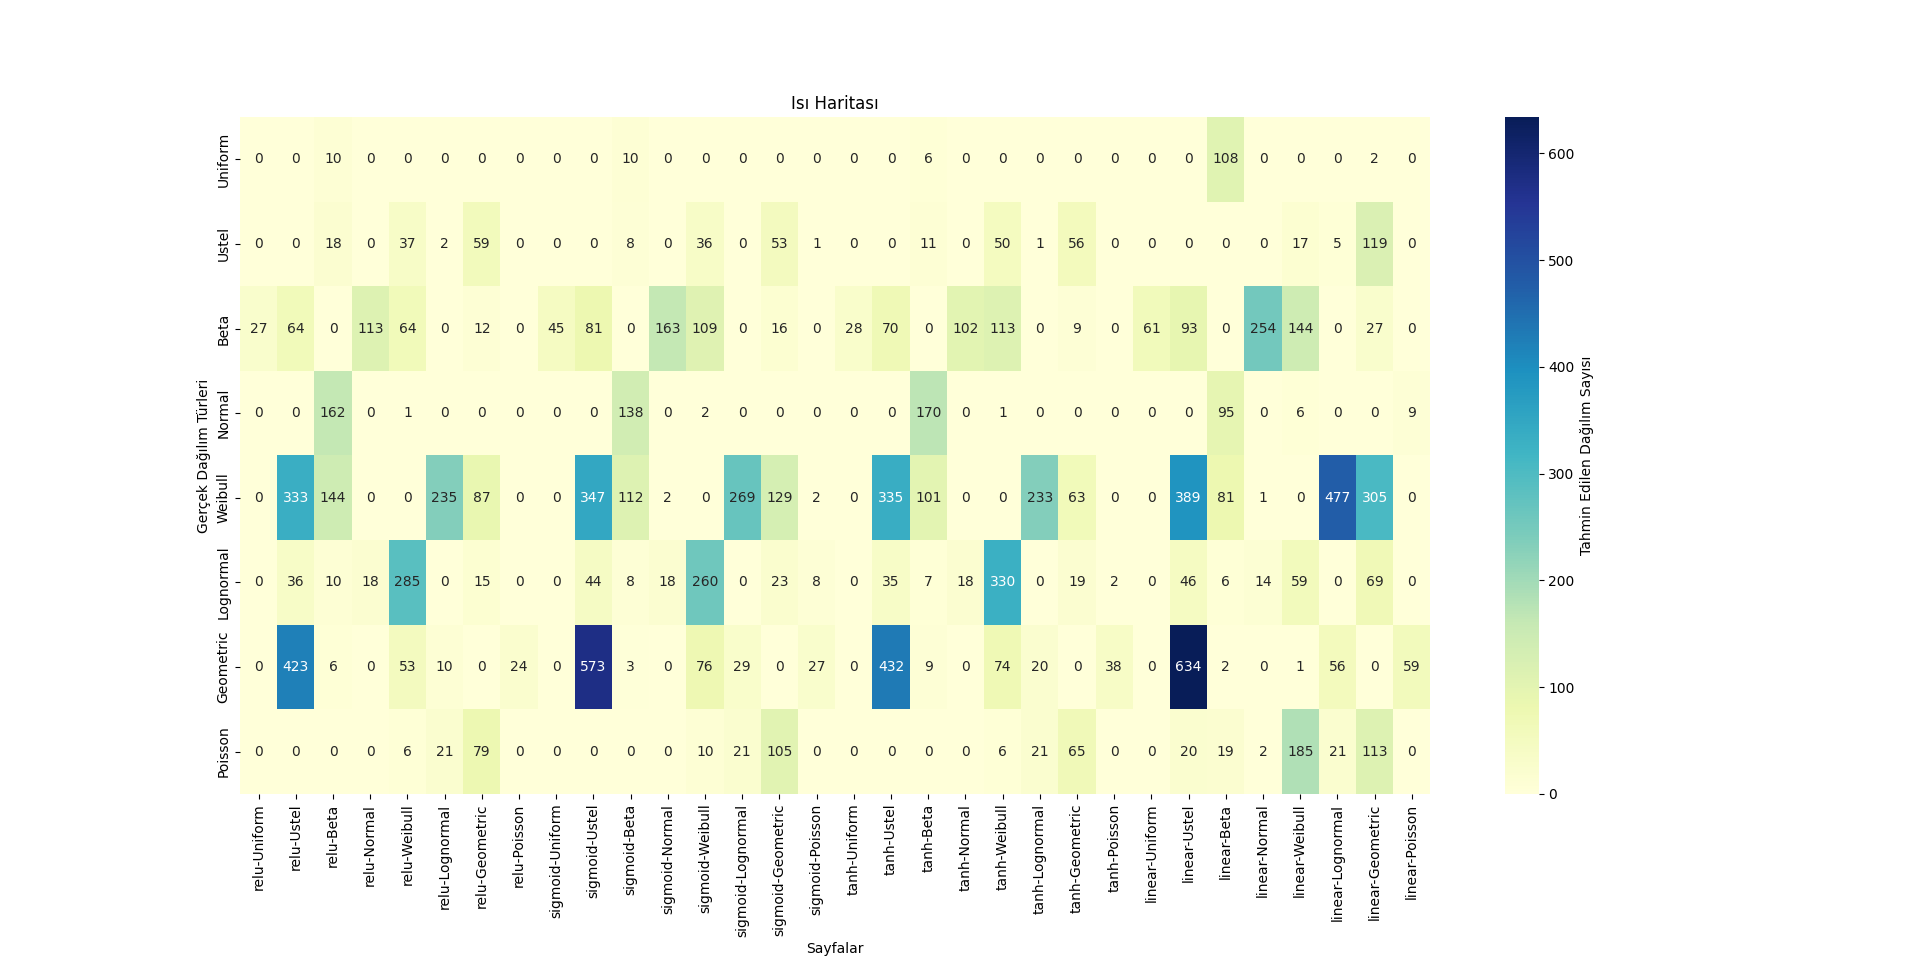 Isı Haritası
Gerçek Dağılım Türleri
Uniform 0 0 10 0 0 0 0 0 0 0 10 0 0 0 0 0 0 0 6 0 0 0 0 0 0 0 108 0 0 0 2 0
Ustel 0 0 18 0 37 2 59 0 0 0 8 0 36 0 53 1 0 0 11 0 50 1 56 0 0 0 0 0 17 5 119 0
Beta 27 64 0 113 64 0 12 0 45 81 0 163 109 0 16 0 28 70 0 102 113 0 9 0 61 93 0 254 144 0 27 0
Normal 0 0 162 0 1 0 0 0 0 0 138 0 2 0 0 0 0 0 170 0 1 0 0 0 0 0 95 0 6 0 0 9
Weibull 0 333 144 0 0 235 87 0 0 347 112 2 0 269 129 2 0 335 101 0 0 233 63 0 0 389 81 1 0 477 305 0
Lognormal 0 36 10 18 285 0 15 0 0 44 8 18 260 0 23 8 0 35 7 18 330 0 19 2 0 46 6 14 59 0 69 0
Geometric 0 423 6 0 53 10 0 24 0 573 3 0 76 29 0 27 0 432 9 0 74 20 0 38 0 634 2 0 1 56 0 59
Poisson 0 0 0 0 6 21 79 0 0 0 0 0 10 21 105 0 0 0 0 0 6 21 65 0 0 20 19 2 185 21 113 0
relu-Uniform
relu-Ustel
relu-Beta
relu-Normal
relu-Weibull
relu-Lognormal
relu-Geometric
relu-Poisson
sigmoid-Uniform
sigmoid-Ustel
sigmoid-Beta
sigmoid-Normal
sigmoid-Weibull
sigmoid-Lognormal
sigmoid-Geometric
sigmoid-Poisson
tanh-Uniform
tanh-Ustel
tanh-Beta
tanh-Normal
tanh-Weibull
tanh-Lognormal
tanh-Geometric
tanh-Poisson
linear-Uniform
linear-Ustel
linear-Beta
linear-Normal
linear-Weibull
linear-Lognormal
linear-Geometric
linear-Poisson
Sayfalar
600
500
400
300
200
100
0
Tahmin Edilen Dağılım Sayısı